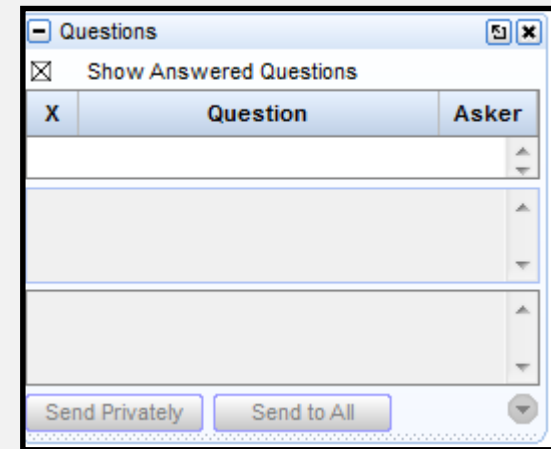 Questions
Show Answered Questions
X Question Asker
Send Privately Send to All